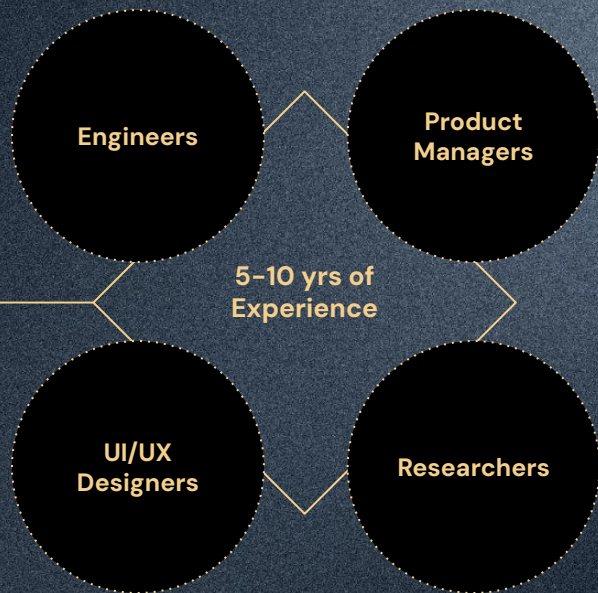 Engineers
Product
Managers
5-10 yrs of
Experience
UI/UX
Designers
Researchers